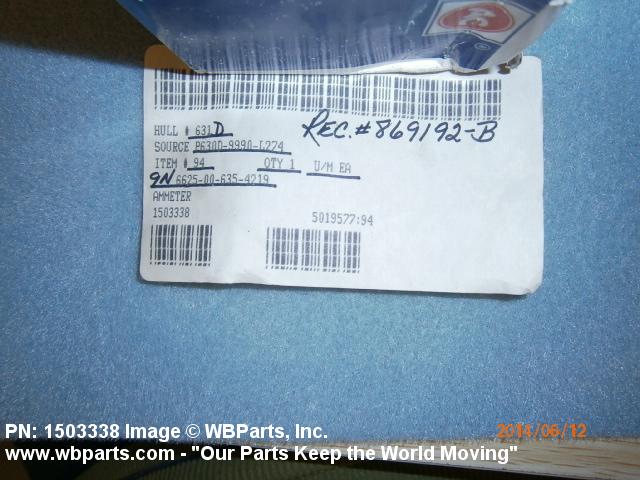 HULL # 631D REC.#869192-B
SOURCE P630D-9990-L274
ITEM # 94 QTY 1 U/M EA
9N 6625-00-635-4219
AMMETER
1503338 5019577:94
PN: 1503338 Image © WBParts, Inc. 2014/06/12
www.wbparts.com - "Our Parts Keep the World Moving"